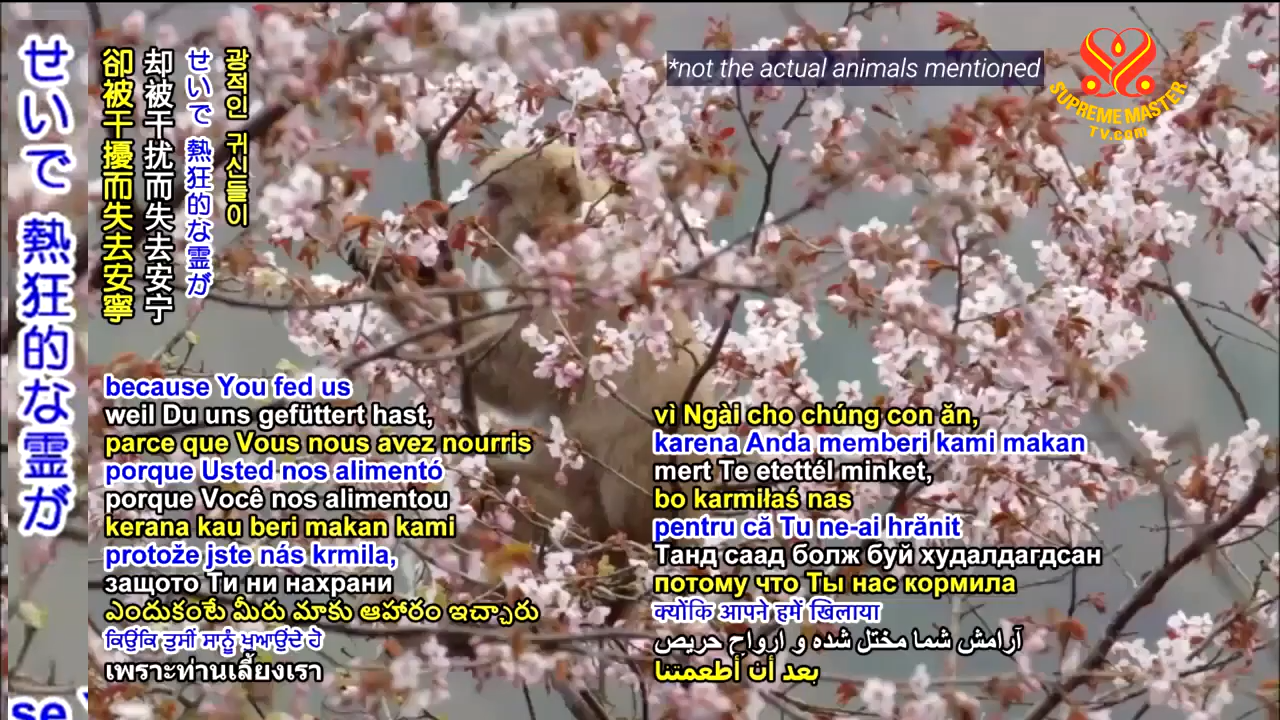 せいで 熱狂的な霊が
卻被干擾而失去安寧
却被干扰而失去安宁
せいで 熱狂的な霊が
광적인 귀신들이
*not the actual animals mentioned
SUPREME MASTER
TV.com
because You fed us
weil Du uns gefüttert hast,
parce que Vous nous avez nourris
porque Usted nos alimentó
porque Você nos alimentou
kerana kau beri makan kami
protože jste nás krmila,
защото Ти ни нахрани
ఎందుకంటే మీరు మాకు ఆహారం ఇచ్చారు
ਕਿਉਂਕਿ ਤੁਸੀਂ ਸਾਨੂੰ ਖੁਆਉਂਦੇ ਹੋ
เพราะท่านเลี้ยงเรา
vì Ngài cho chúng con ăn,
karena Anda memberi kami makan
mert Te etettél minket,
bo karmiłaś nas
pentru că Tu ne-ai hrănit
Танд саад болж буй худалдагдсан
потому что Ты нас кормила
क्योंकि आपने हमें खिलाया
آرامش شما مختل شده و ارواح حریص
بعد أن أطعمتنا
se